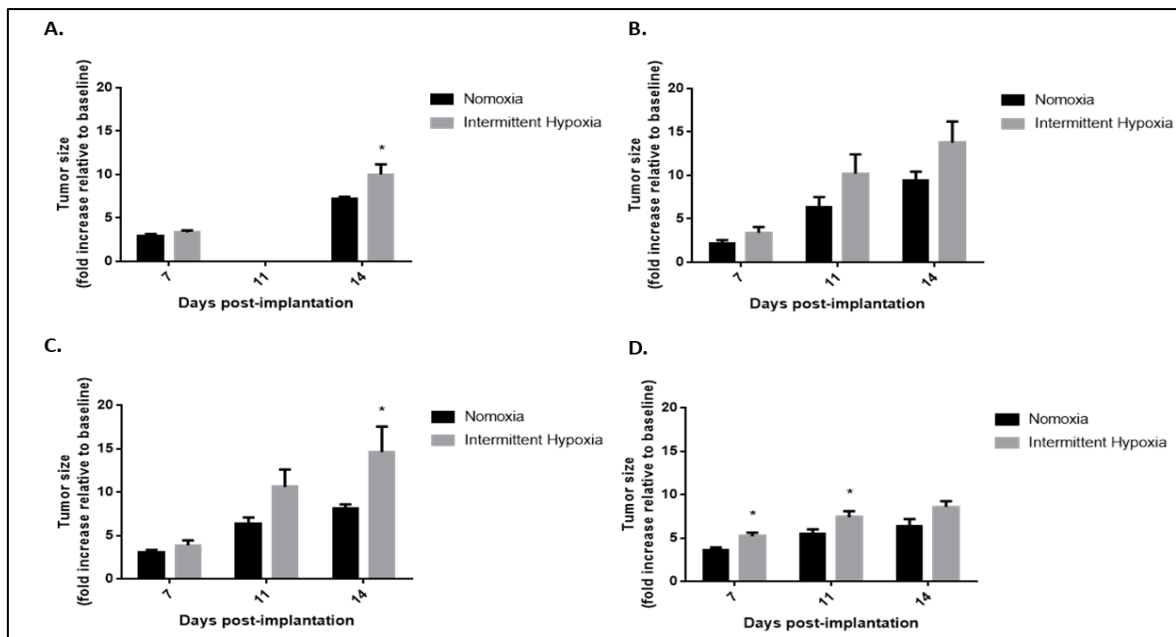 A.
Tumor size
(fold increase relative to baseline)
20
15
10
5
0
*
7
11
14
Days post-implantation
Nomoxia
Intermittent Hypoxia
B.
Tumor size
(fold increase relative to baseline)
20
15
10
5
0
7
11
14
Days post-implantation
Nomoxia
Intermittent Hypoxia
C.
Tumor size
(fold increase relative to baseline)
20
15
10
5
0
*
7
11
14
Days post-implantation
Nomoxia
Intermittent Hypoxia
D.
Tumor size
(fold increase relative to baseline)
20
15
10
5
0
*
*
7
11
14
Days post-implantation
Nomoxia
Intermittent Hypoxia